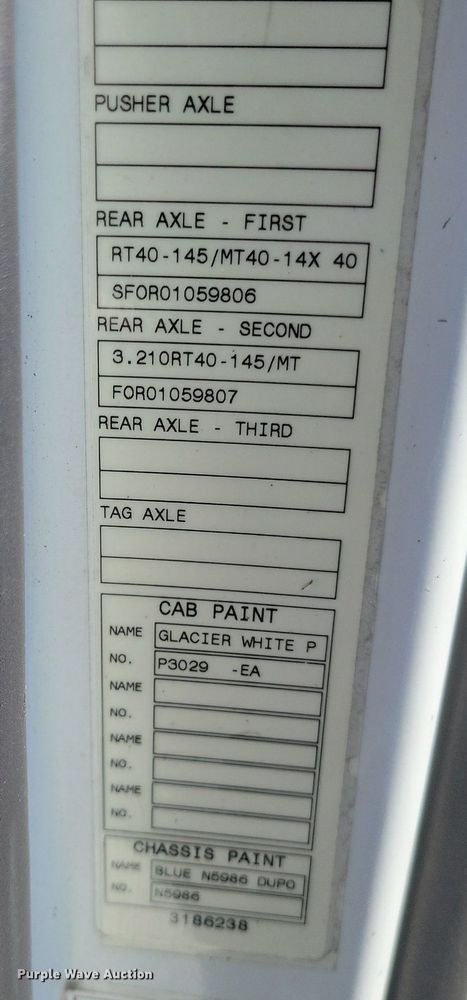 PUSHER AXLE
REAR AXLE - FIRST
RT40-145/MT40-14X 40
SFOR01059806
REAR AXLE - SECOND
3.210RT40-145/MT
FOR01059807
REAR AXLE - THIRD
TAG AXLE
CAB PAINT
NAME GLACIER WHITE P
NO. P3029 -EA
NAME
NO.
NAME
NO.
NAME
NO.
CHASSIS PAINT
NAME BLUE N5986 DUPO
NO. N5986
3186238
Purple Wave Auction